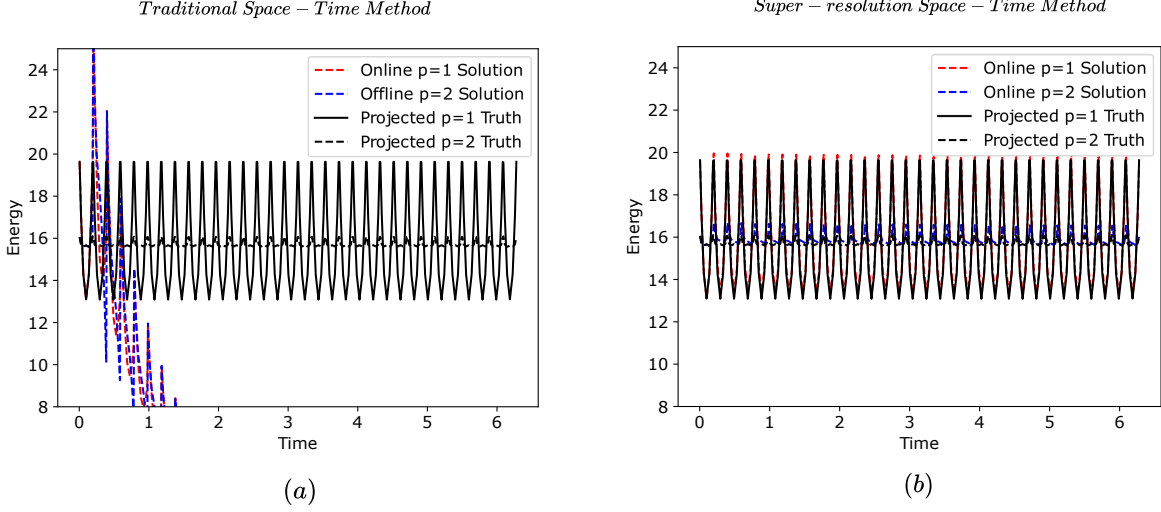 Traditional Space − Time Method
24
22
20
18
16
14
12
10
8
Energy
0 1 2 3 4 5 6
Time
Online p=1 Solution
Offline p=2 Solution
Projected p=1 Truth
Projected p=2 Truth
(a)
Super − resolution Space − Time Method
24
22
20
18
16
14
12
10
8
Energy
0 1 2 3 4 5 6
Time
Online p=1 Solution
Online p=2 Solution
Projected p=1 Truth
Projected p=2 Truth
(b)